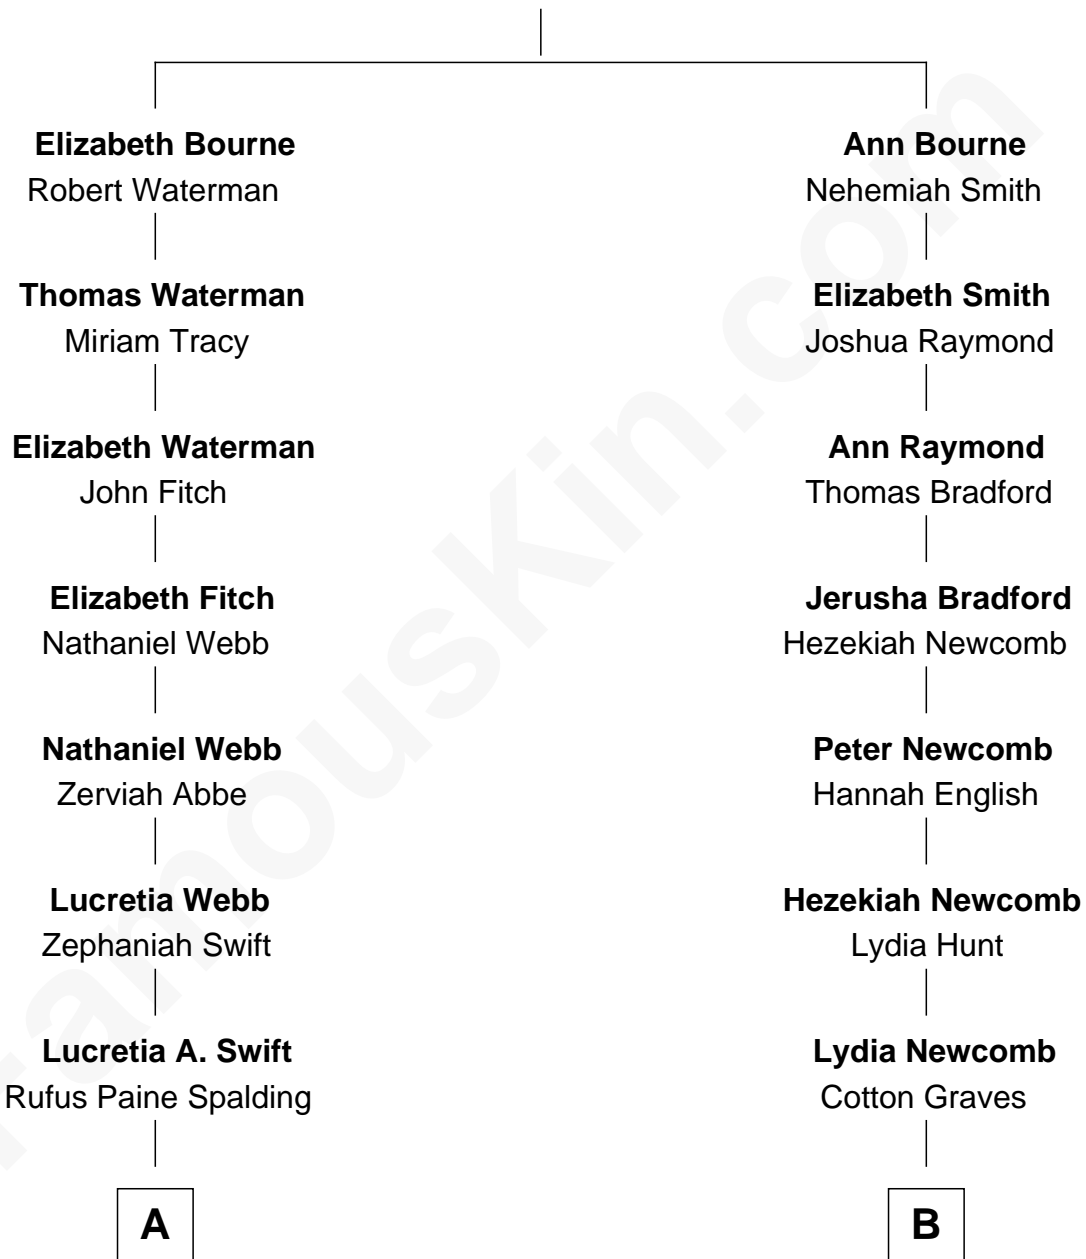 Elizabeth Bourne
Robert Waterman
Thomas Waterman
Miriam Tracy
Elizabeth Waterman
John Fitch
Elizabeth Fitch
Nathaniel Webb
Nathaniel Webb
Zerviah Abbe
Lucretia Webb
Zephaniah Swift
Lucretia A. Swift
Rufus Paine Spalding
A
Ann Bourne
Nehemiah Smith
Elizabeth Smith
Joshua Raymond
Ann Raymond
Thomas Bradford
Jerusha Bradford
Hezekiah Newcomb
Peter Newcomb
Hannah English
Hezekiah Newcomb
Lydia Hunt
Lydia Newcomb
Cotton Graves
B
FamousKin.com